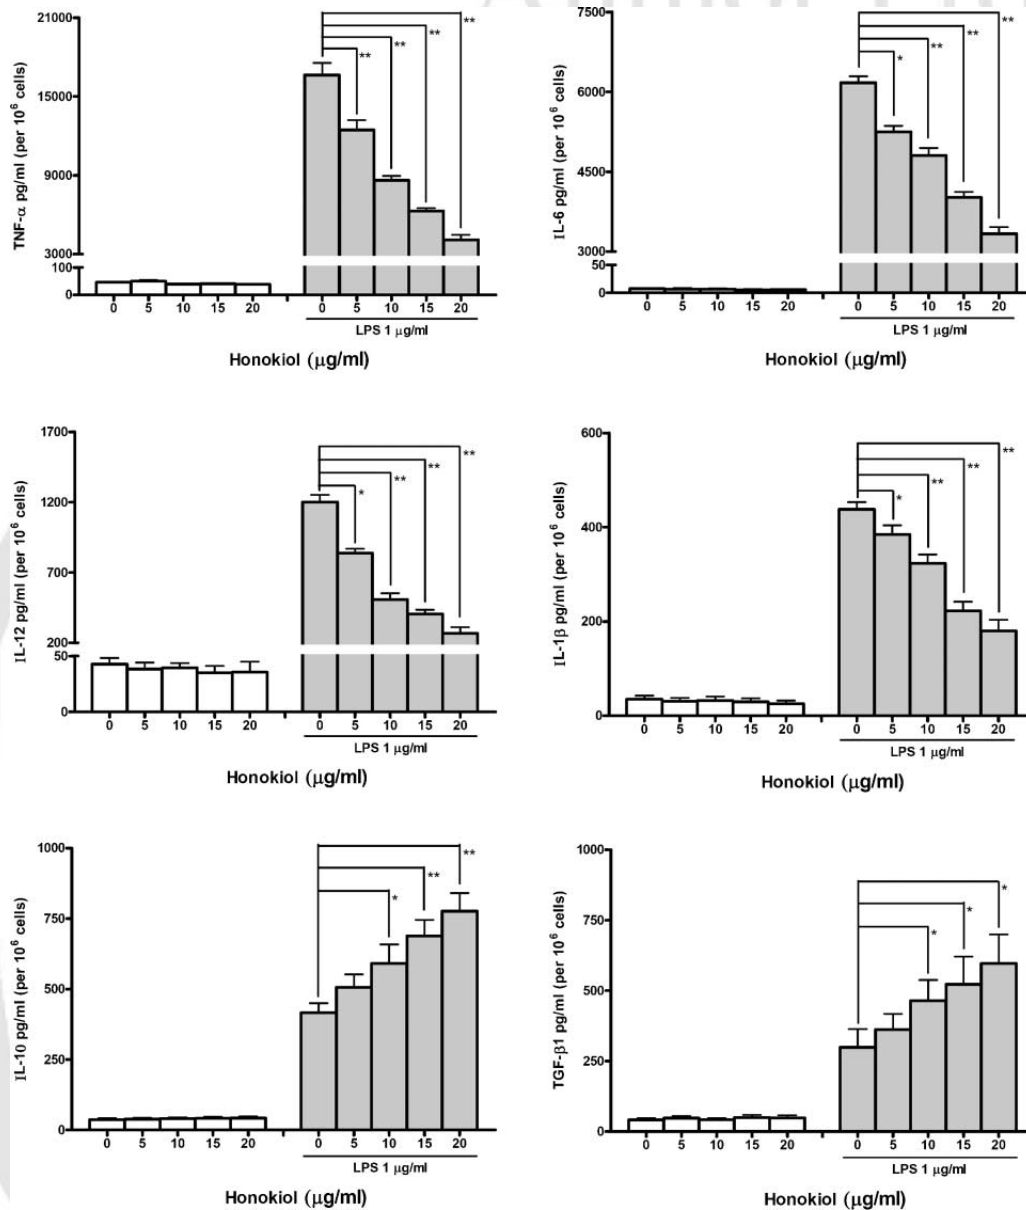 21000
15000
9000
3000
100
0
TNF-α pg/ml (per 10⁶ cells)
** ** ** **
0 5 10 15 20 0 5 10 15 20
LPS 1 μg/ml
Honokiol (μg/ml)
7500
6000
4500
3000
50
0
IL-6 pg/ml (per 10⁶ cells)
* ** ** **
0 5 10 15 20 0 5 10 15 20
LPS 1 μg/ml
Honokiol (μg/ml)
1700
1200
700
200
50
0
IL-12 pg/ml (per 10⁶ cells)
* ** ** **
0 5 10 15 20 0 5 10 15 20
LPS 1 μg/ml
Honokiol (μg/ml)
600
400
200
0
IL-1β pg/ml (per 10⁶ cells)
* ** ** **
0 5 10 15 20 0 5 10 15 20
LPS 1 μg/ml
Honokiol (μg/ml)
1000
750
500
250
0
IL-10 pg/ml (per 10⁶ cells)
* ** **
0 5 10 15 20 0 5 10 15 20
LPS 1 μg/ml
Honokiol (μg/ml)
1000
750
500
250
0
TGF-β1 pg/ml (per 10⁶ cells)
* * *
0 5 10 15 20 0 5 10 15 20
LPS 1 μg/ml
Honokiol (μg/ml)